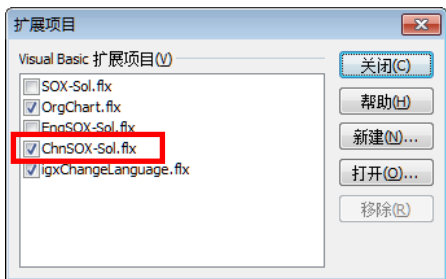 扩展项目
Visual Basic 扩展项目(V)
SOX-Sol.flx
OrgChart.flx
EngSOX-Sol.flx
ChnSOX-Sol.flx
igxChangeLanguage.flx
关闭(C)
帮助(H)
新建(N)...
打开(O)...
移除(R)